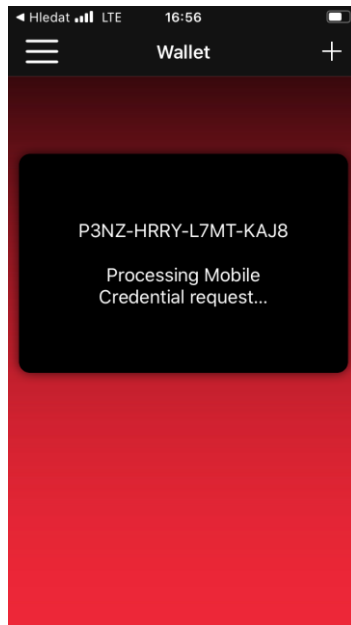 Hledat LTE 16:56
Wallet
P3NZ-HRRY-L7MT-KAJ8
Processing Mobile
Credential request...